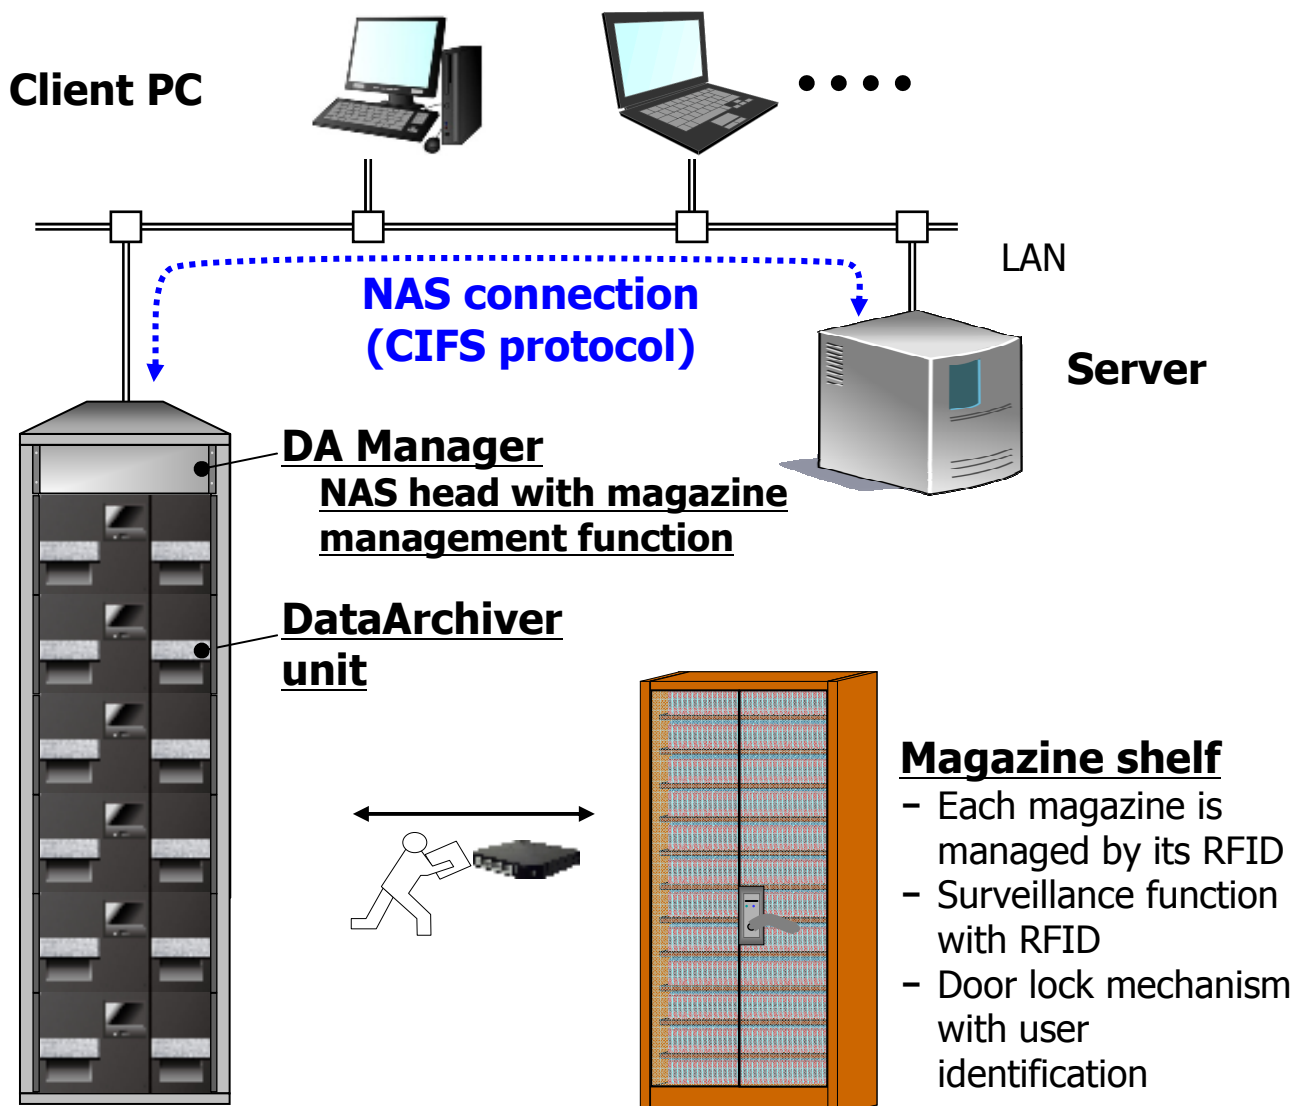 Client PC
LAN
NAS connection
(CIFS protocol)
Server
DA Manager
NAS head with magazine
management function
DataArchiver
unit
Magazine shelf
− Each magazine is
managed by its RFID
− Surveillance function
with RFID
− Door lock mechanism
with user
identification